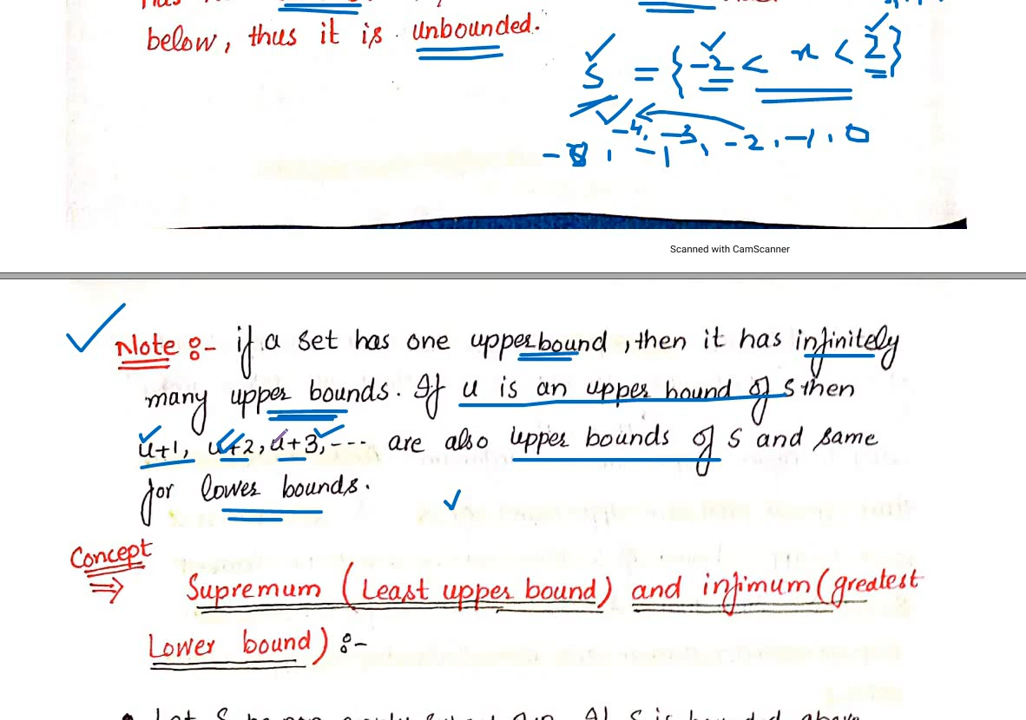 below, thus it is unbounded.
S = {-2 < x < 2}
-4, -3, -2, -1, 0
Scanned with CamScanner
Note :- if a set has one upperbound, then it has infinitely
many upper bounds. If u is an upper bound of S then
u+1, u+2, u+3, --- are also upper bounds of S and same
for lower bounds.
Concept
⇒ Supremum (Least upper bound) and infimum (greatest
Lower bound) :-